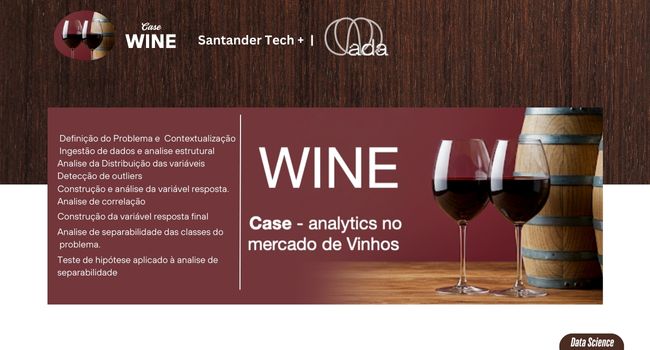 Case
WINE
Santander Tech + |
ada
Definição do Problema e Contextualização
Ingestão de dados e analise estrutural
Analise da Distribuição das variáveis
Detecção de outliers
Construção e análise da variável resposta.
Analise de correlação
Construção da variável resposta final
Analise de separabilidade das classes do
problema.
Teste de hipótese aplicado à analise de
separabilidade
WINE
Case - analytics no
mercado de Vinhos
Data Science